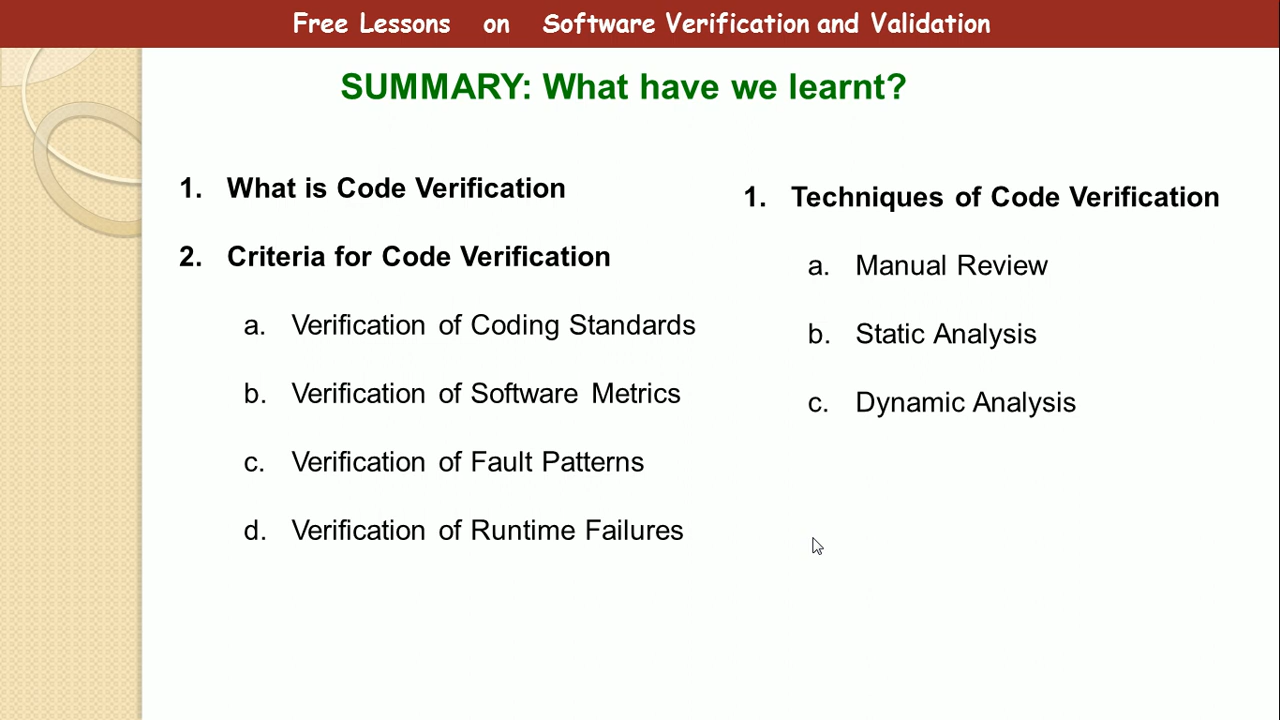 Free Lessons on Software Verification and Validation
SUMMARY: What have we learnt?
1. What is Code Verification
2. Criteria for Code Verification
a. Verification of Coding Standards
b. Verification of Software Metrics
c. Verification of Fault Patterns
d. Verification of Runtime Failures
1. Techniques of Code Verification
a. Manual Review
b. Static Analysis
c. Dynamic Analysis